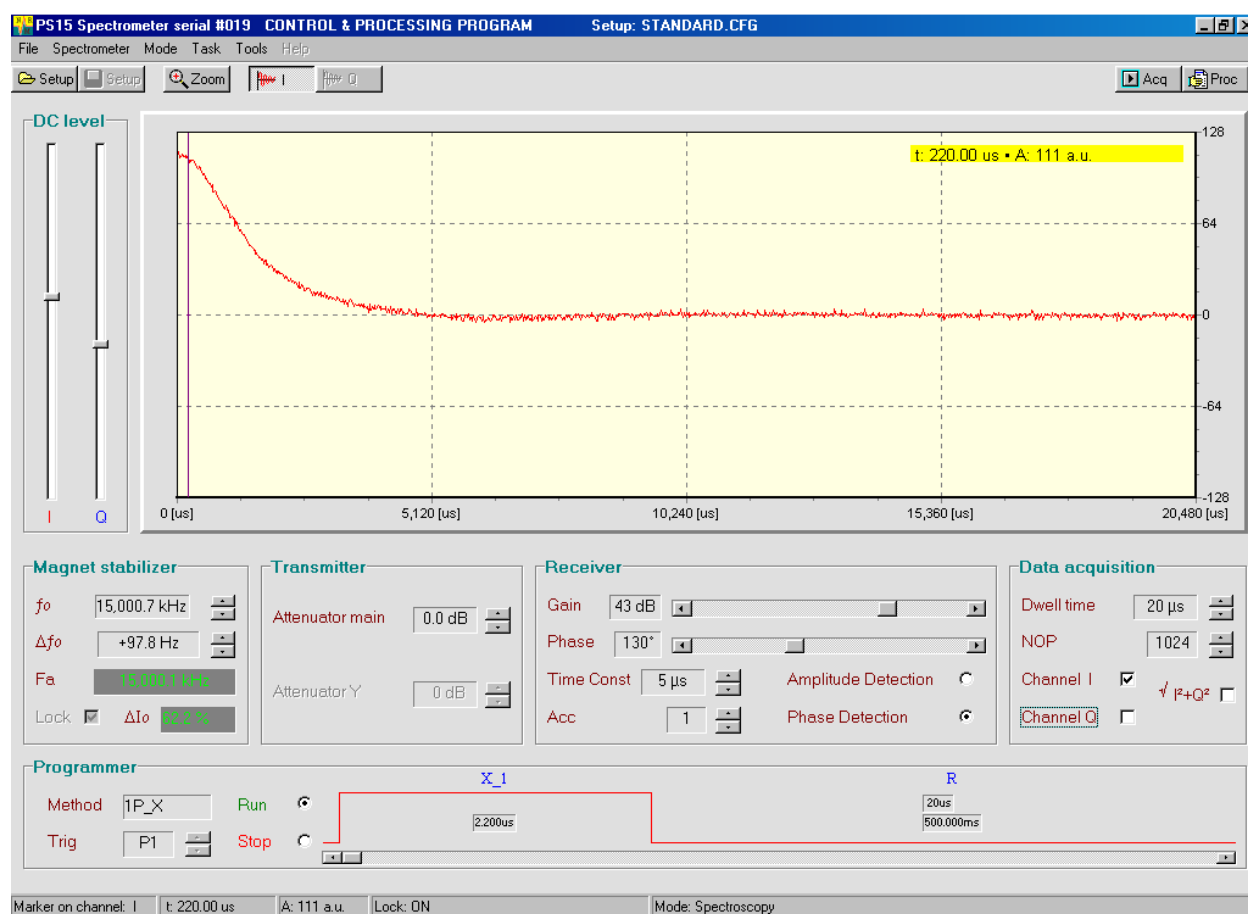 PS15 Spectrometer serial #019 CONTROL & PROCESSING PROGRAM Setup: STANDARD.CFG
File Spectrometer Mode Task Tools Help
Setup Setup Zoom I Q Acq Proc
DC level
I Q
t: 220.00 us ▪ A: 111 a.u.
128
64
0
-64
-128
0 [us] 5,120 [us] 10,240 [us] 15,360 [us] 20,480 [us]
Magnet stabilizer
fo 15,000.7 kHz
Δfo +97.8 Hz
Fa 15,000.1 kHz
Lock ΔIo 62.2 %
Transmitter
Attenuator main 0.0 dB
Attenuator Y 0 dB
Receiver
Gain 43 dB
Phase 130°
Time Const 5 µs Amplitude Detection
Acc 1 Phase Detection
Data acquisition
Dwell time 20 µs
NOP 1024
Channel I
√ I²+Q²
Channel Q
Programmer
X_1 R
Method 1P_X Run
Trig P1 Stop
2.200us
20us
500.000ms
Marker on channel: I t: 220.00 us A: 111 a.u. Lock: ON Mode: Spectroscopy